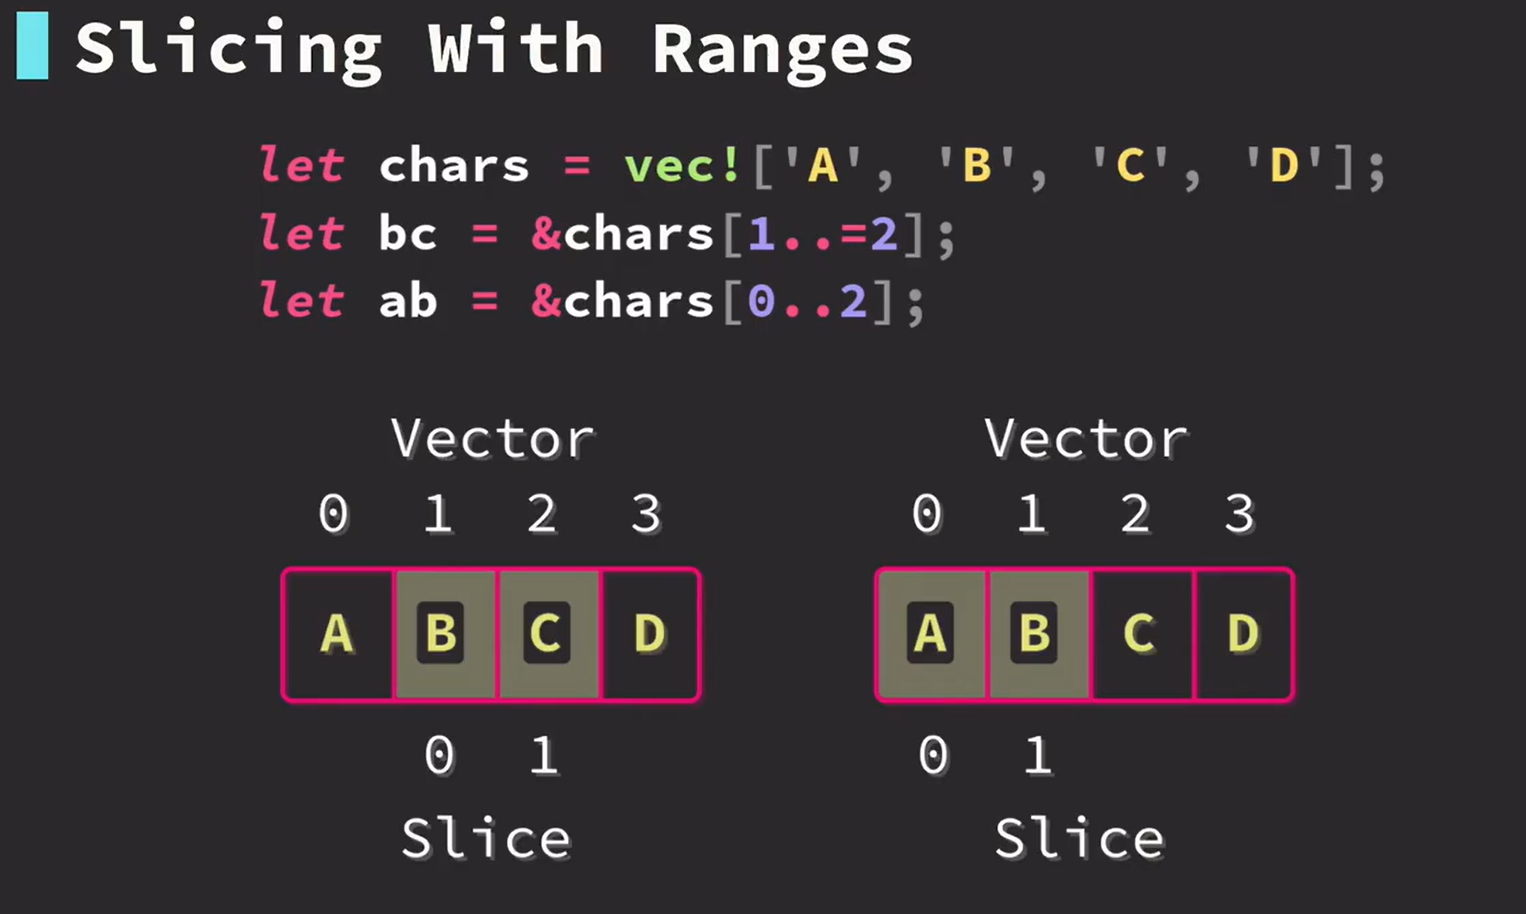 Slicing With Ranges
let chars = vec!['A', 'B', 'C', 'D'];
let bc = &chars[1..=2];
let ab = &chars[0..2];
Vector
0 1 2 3
A B C D
0 1
Slice
Vector
0 1 2 3
A B C D
0 1
Slice